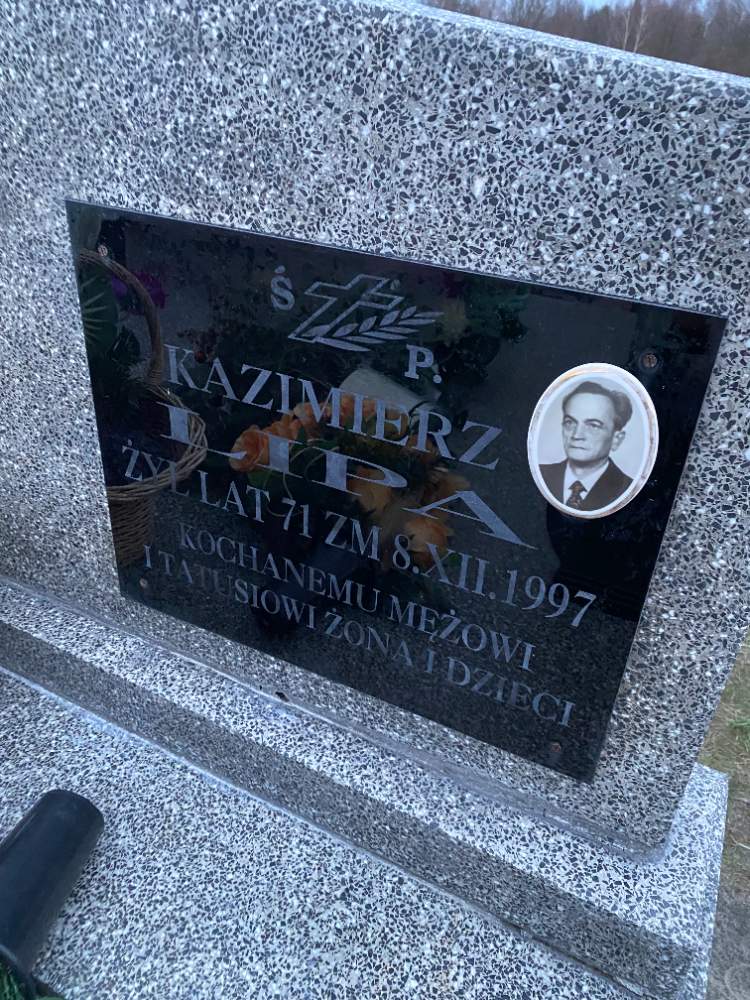 Ś P.
KAZIMIERZ
LIPA
ŻYŁ LAT 71 ZM 8.XII.1997
KOCHANEMU MĘŻOWI
I TATUSIOWI ŻONA I DZIECI